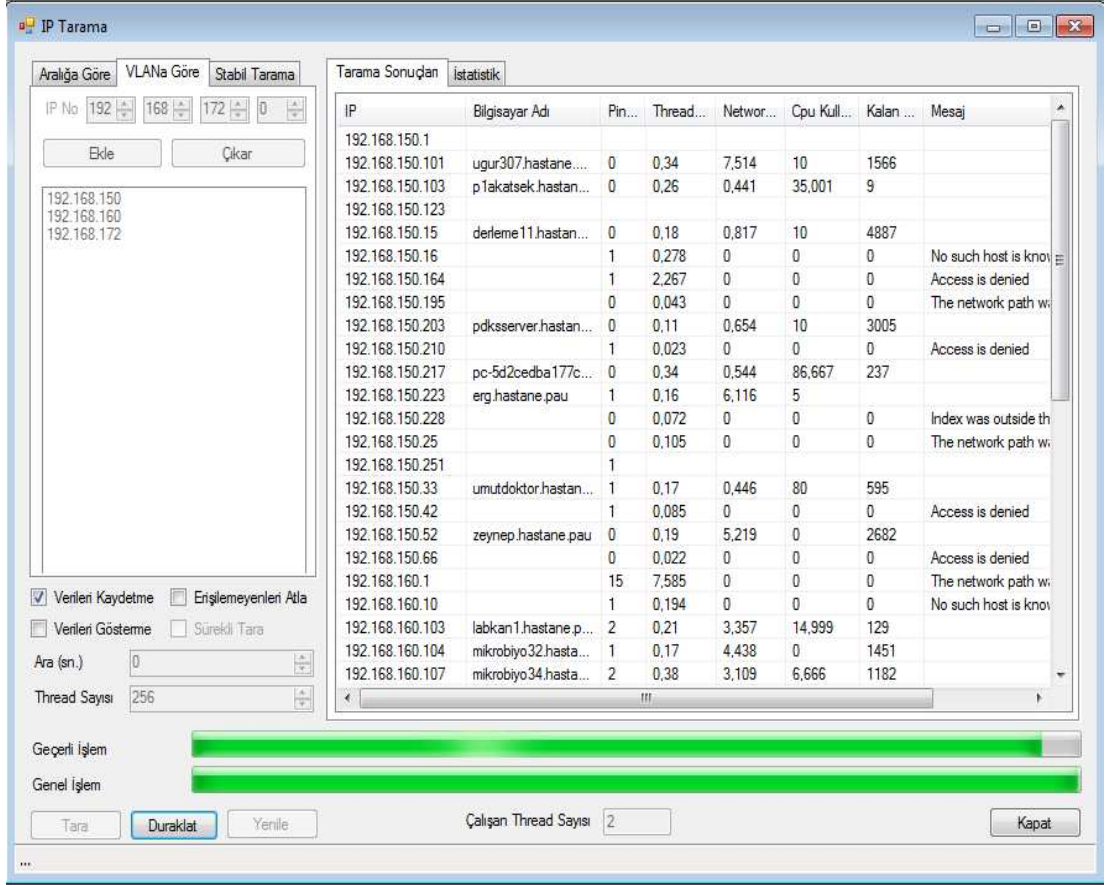 IP Tarama
Aralığa Göre VLANa Göre Stabil Tarama
IP No 192 168 172 0
Ekle Çıkar
192.168.150
192.168.160
192.168.172
Verileri Kaydetme Erişilemeyenleri Atla
Verileri Gösterme Sürekli Tara
Ara (sn.) 0
Thread Sayısı 256
Tarama Sonuçları İstatistik
IP Bilgisayar Adı Pin... Thread... Networ... Cpu Kull... Kalan ... Mesaj
192.168.150.1
192.168.150.101 ugur307.hastane.... 0 0,34 7,514 10 1566
192.168.150.103 p1akatsek.hastan... 0 0,26 0,441 35,001 9
192.168.150.123
192.168.150.15 derleme11.hastan... 0 0,18 0,817 10 4887
192.168.150.16 1 0,278 0 0 0 No such host is know
192.168.150.164 1 2,267 0 0 0 Access is denied
192.168.150.195 0 0,043 0 0 0 The network path wa
192.168.150.203 pdksserver.hastan... 0 0,11 0,654 10 3005
192.168.150.210 1 0,023 0 0 0 Access is denied
192.168.150.217 pc-5d2cedba177c... 0 0,34 0,544 86,667 237
192.168.150.223 erg.hastane.pau 1 0,16 6,116 5
192.168.150.228 0 0,072 0 0 0 Index was outside th
192.168.150.25 0 0,105 0 0 0 The network path wa
192.168.150.251 1
192.168.150.33 umutdoktor.hastan... 1 0,17 0,446 80 595
192.168.150.42 1 0,085 0 0 0 Access is denied
192.168.150.52 zeynep.hastane.pau 0 0,19 5,219 0 2682
192.168.150.66 0 0,022 0 0 0 Access is denied
192.168.160.1 15 7,585 0 0 0 The network path wa
192.168.160.10 1 0,194 0 0 0 No such host is know
192.168.160.103 labkan1.hastane.p... 2 0,21 3,357 14,999 129
192.168.160.104 mikrobiyo32.hasta... 1 0,17 4,438 0 1451
192.168.160.107 mikrobiyo34.hasta... 2 0,38 3,109 6,666 1182
Geçerli İşlem
Genel İşlem
Tara Duraklat Yenile Çalışan Thread Sayısı 2 Kapat
...